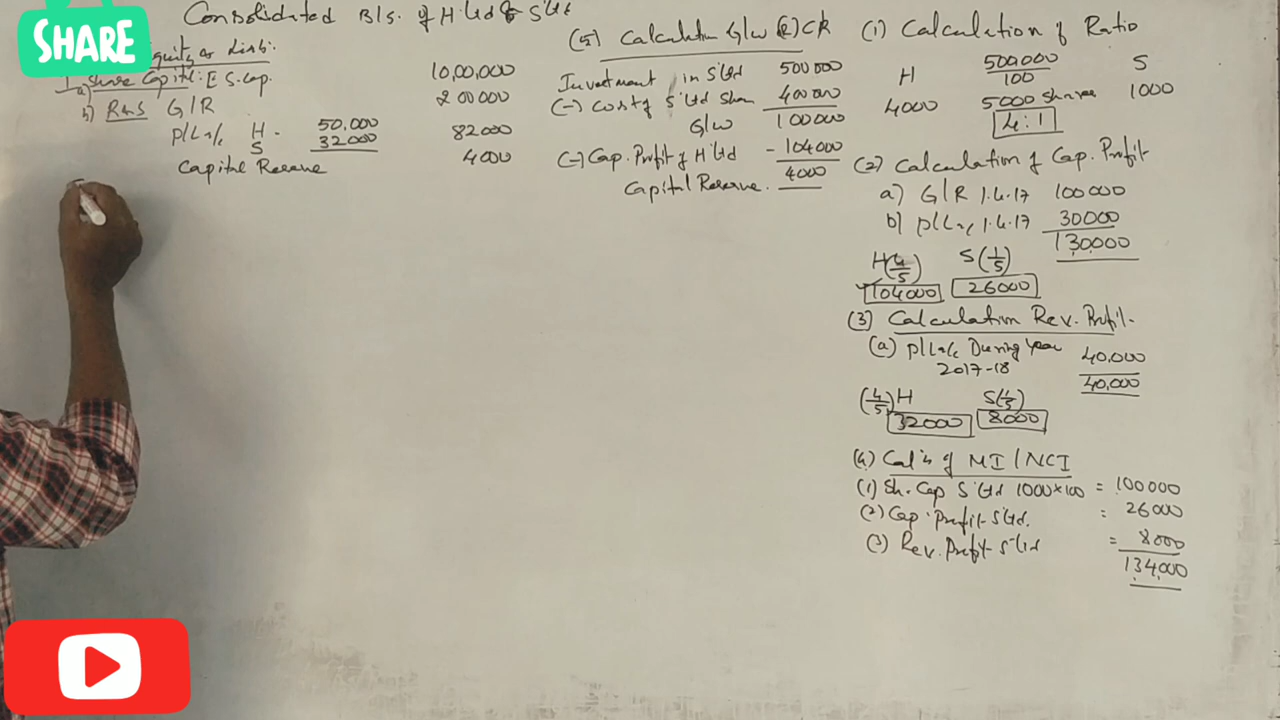 SHARE
Consolidated B/s. of H Ltd & S Ltd
Equity & Liabi.
1 a) Share Capital: E S. Cap. 10,00,000
b) R&S G/R 200000
P/L a/c H - 50,000 82000
S 32000
Capital Reserve 4000
(5) Calculation G/w (or) CR
Investment in S Ltd 500000
(-) Cost of S Ltd Share 400000
G/w 100000
(-) Cap. Profit of H Ltd - 104000
Capital Reserve. 4000
(1) Calculation of Ratio
H 500,000 S
100
4000 5000 Shares 1000
4:1
(2) Calculation of Cap. Profit
a) G/R 1.4.17 100000
b) P/L a/c 1.4.17 30000
130,000
H(4/5) S(1/5)
104000 26000
(3) Calculation Rev. Profit-
(a) P/L a/c During year 40,000
2017-18
40,000
(4/5) H S(1/5)
32000 8000
(4) Cal'n of MI/NCI
(1) Sh. Cap S Ltd 1000×100 = 100000
(2) Cap. Profit- S Ltd. = 26000
(3) Rev. Profit- S Ltd = 8000
134,000